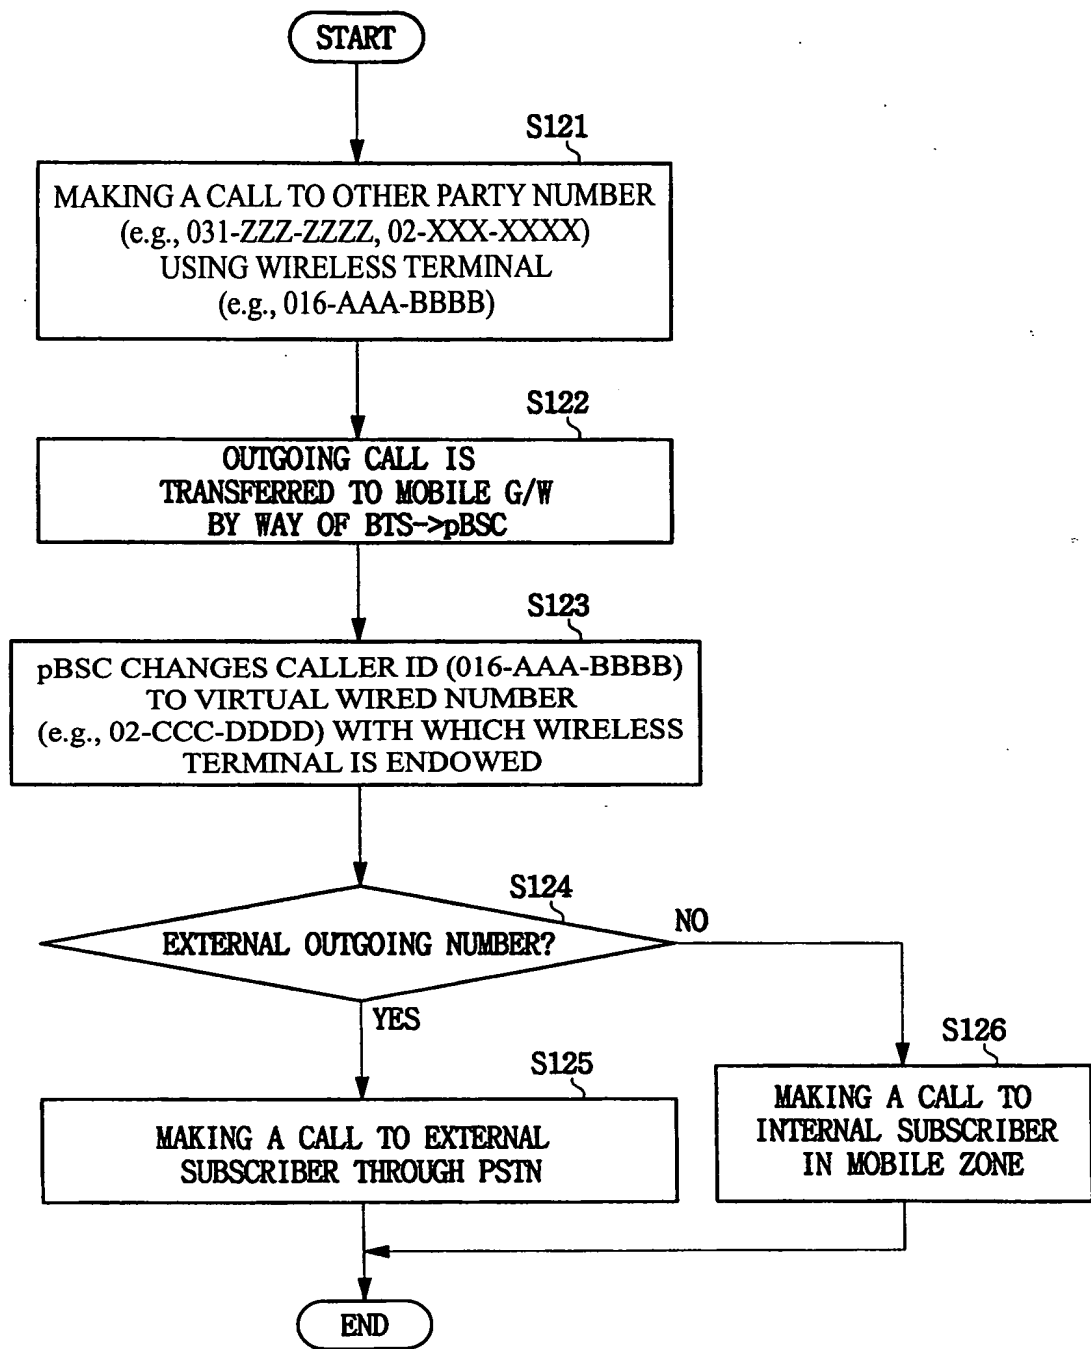 START
S121
MAKING A CALL TO OTHER PARTY NUMBER
(e.g., 031-ZZZ-ZZZZ, 02-XXX-XXXX)
USING WIRELESS TERMINAL
(e.g., 016-AAA-BBBB)
S122
OUTGOING CALL IS
TRANSFERRED TO MOBILE G/W
BY WAY OF BTS->pBSC
S123
pBSC CHANGES CALLER ID (016-AAA-BBBB)
TO VIRTUAL WIRED NUMBER
(e.g., 02-CCC-DDDD) WITH WHICH WIRELESS
TERMINAL IS ENDOWED
S124
EXTERNAL OUTGOING NUMBER?
NO
YES
S125
MAKING A CALL TO EXTERNAL
SUBSCRIBER THROUGH PSTN
S126
MAKING A CALL TO
INTERNAL SUBSCRIBER
IN MOBILE ZONE
END